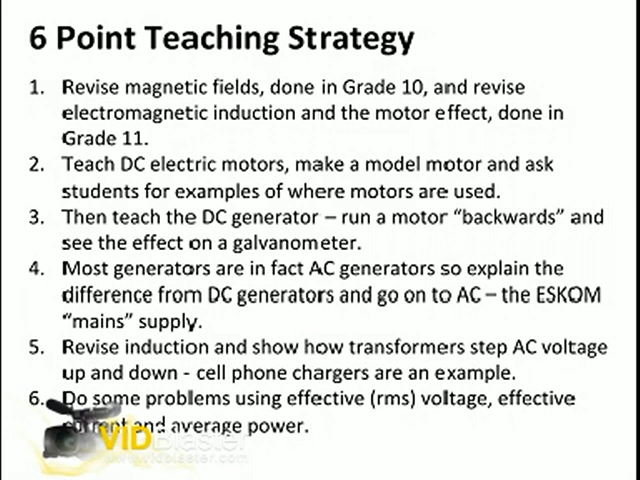 6 Point Teaching Strategy
1. Revise magnetic fields, done in Grade 10, and revise
electromagnetic induction and the motor effect, done in
Grade 11.
2. Teach DC electric motors, make a model motor and ask
students for examples of where motors are used.
3. Then teach the DC generator – run a motor “backwards” and
see the effect on a galvanometer.
4. Most generators are in fact AC generators so explain the
difference from DC generators and go on to AC – the ESKOM
“mains” supply.
5. Revise induction and show how transformers step AC voltage
up and down - cell phone chargers are an example.
6. Do some problems using effective (rms) voltage, effective
current and average power.
VIDBlaster
www.vidblaster.com